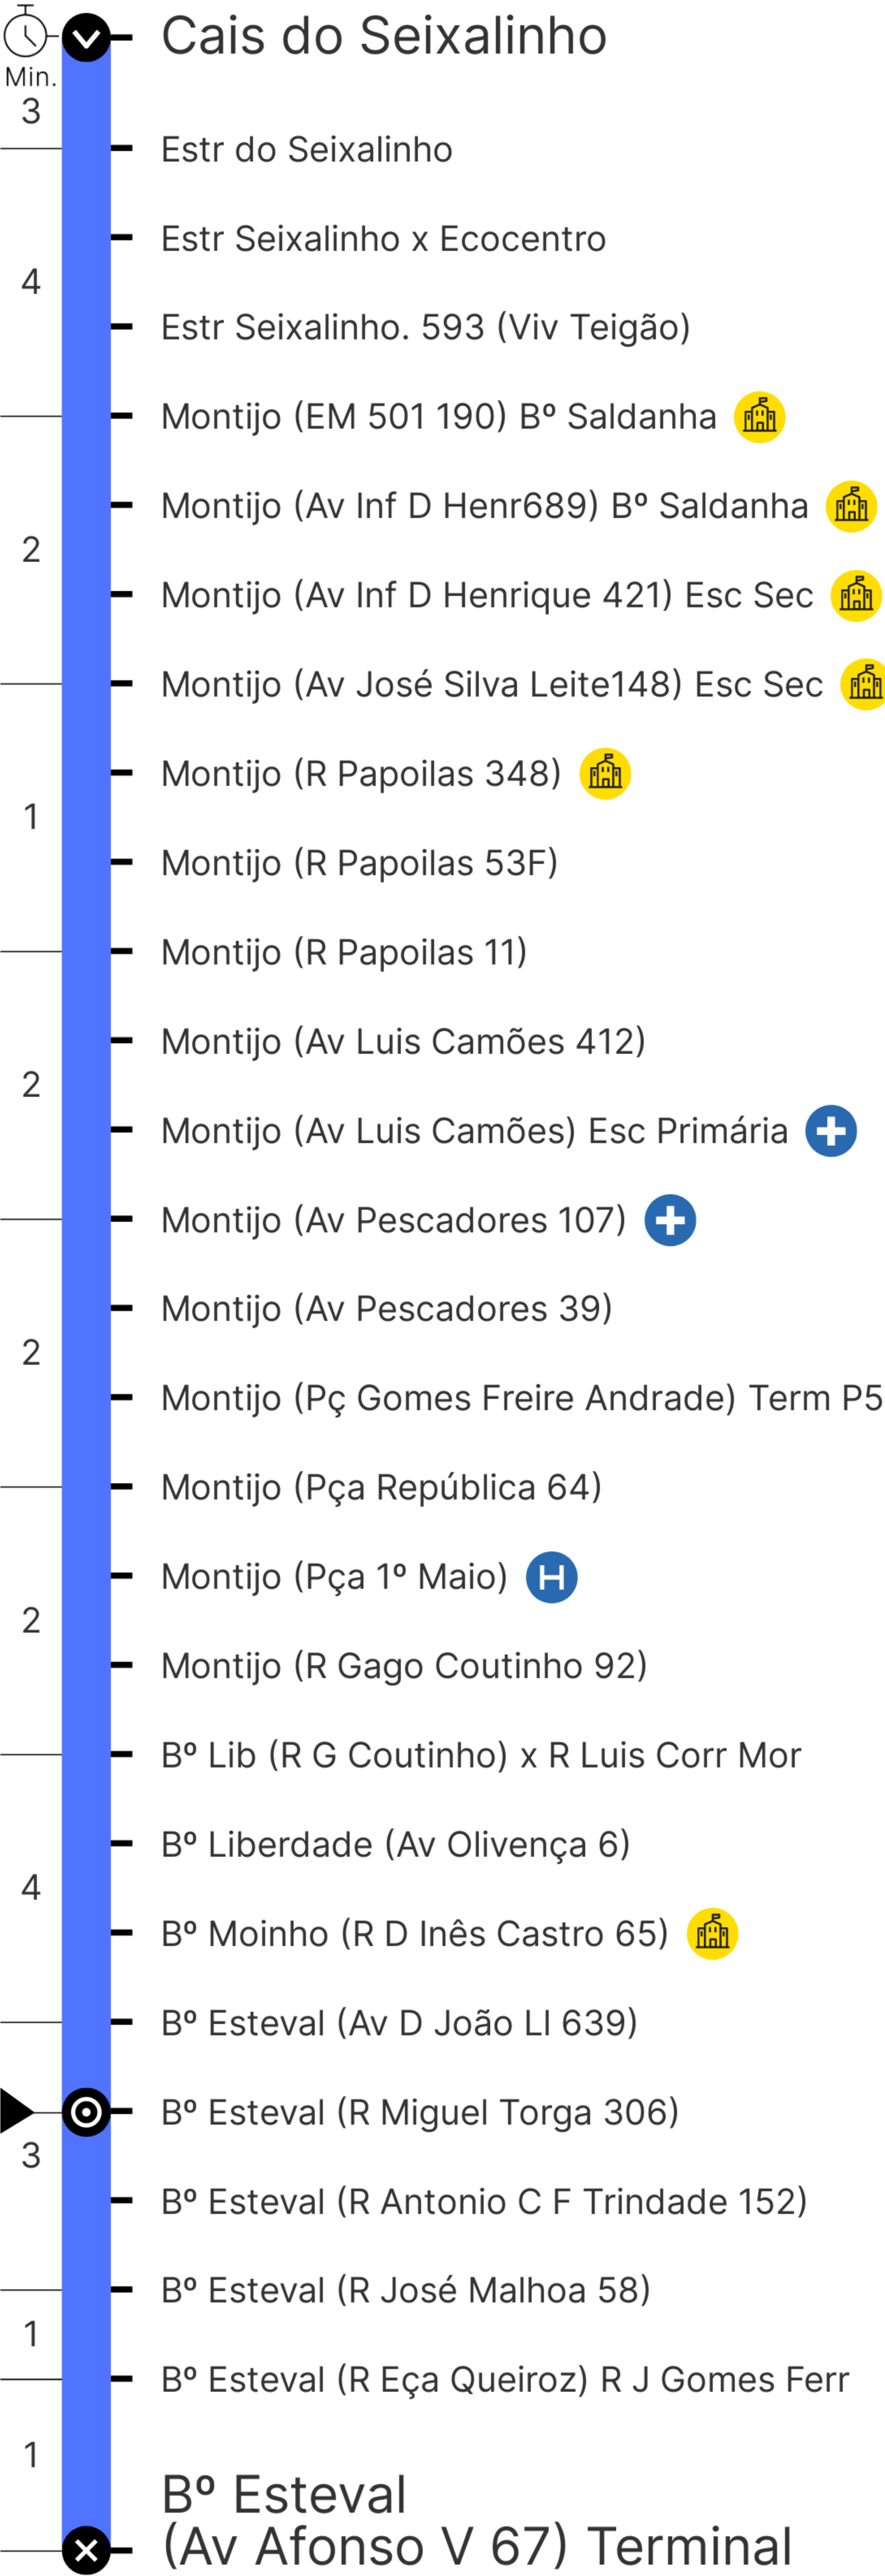 Cais do Seixalinho
Min.
3
Estr do Seixalinho
Estr Seixalinho x Ecocentro
4
Estr Seixalinho. 593 (Viv Teigão)
Montijo (EM 501 190) Bº Saldanha
Montijo (Av Inf D Henr689) Bº Saldanha
2
Montijo (Av Inf D Henrique 421) Esc Sec
Montijo (Av José Silva Leite148) Esc Sec
Montijo (R Papoilas 348)
1
Montijo (R Papoilas 53F)
Montijo (R Papoilas 11)
Montijo (Av Luis Camões 412)
2
Montijo (Av Luis Camões) Esc Primária
Montijo (Av Pescadores 107)
Montijo (Av Pescadores 39)
2
Montijo (Pç Gomes Freire Andrade) Term P5
Montijo (Pça República 64)
Montijo (Pça 1º Maio) H
2
Montijo (R Gago Coutinho 92)
Bº Lib (R G Coutinho) x R Luis Corr Mor
Bº Liberdade (Av Olivença 6)
4
Bº Moinho (R D Inês Castro 65)
Bº Esteval (Av D João LI 639)
Bº Esteval (R Miguel Torga 306)
3
Bº Esteval (R Antonio C F Trindade 152)
Bº Esteval (R José Malhoa 58)
1
Bº Esteval (R Eça Queiroz) R J Gomes Ferr
1
Bº Esteval
(Av Afonso V 67) Terminal